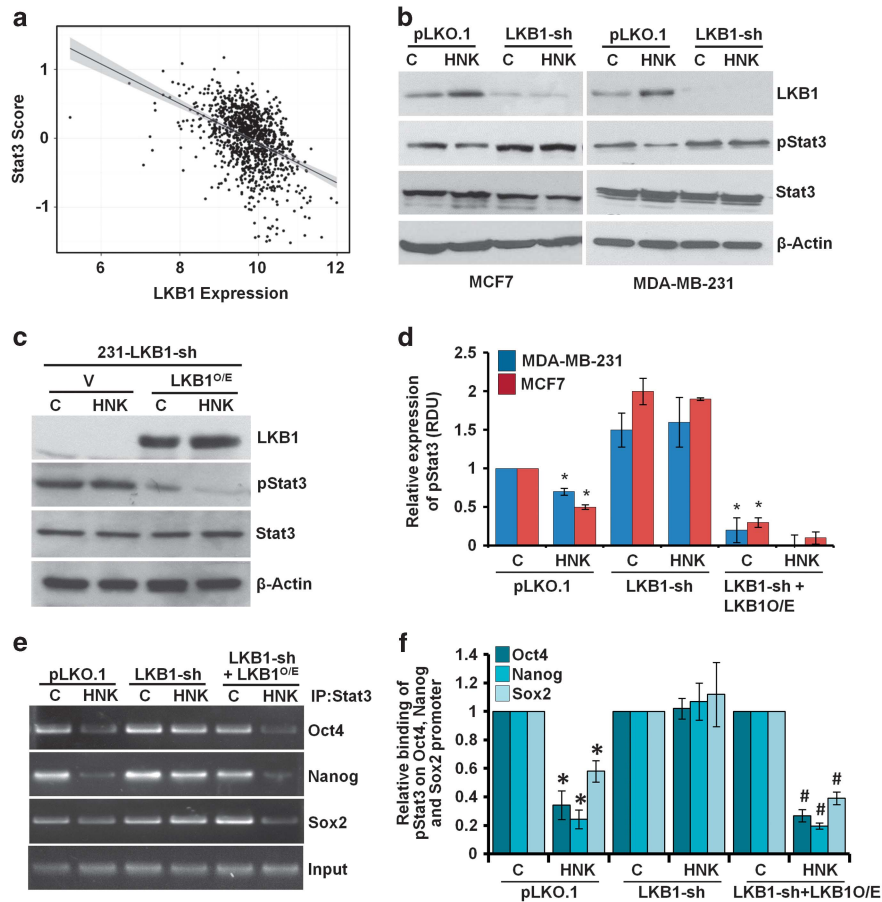 a
Stat3 Score
1
0
-1
6 8 10 12
LKB1 Expression
b
pLKO.1 LKB1-sh pLKO.1 LKB1-sh
C HNK C HNK C HNK C HNK
LKB1
pStat3
Stat3
β-Actin
MCF7 MDA-MB-231
c
231-LKB1-sh
V LKB1O/E
C HNK C HNK
LKB1
pStat3
Stat3
β-Actin
d
Relative expression
of pStat3 (RDU)
2.5
2
1.5
1
0.5
0
MDA-MB-231
MCF7
* *
* *
C HNK C HNK C HNK
pLKO.1 LKB1-sh LKB1-sh +
LKB1O/E
e
pLKO.1 LKB1-sh LKB1-sh
+ LKB1O/E
C HNK C HNK C HNK IP:Stat3
Oct4
Nanog
Sox2
Input
f
Relative binding of
pStat3 on Oct4, Nanog
and Sox2 promoter
1.4
1.2
1
0.8
0.6
0.4
0.2
0
Oct4
Nanog
Sox2
* * *
# # #
C HNK C HNK C HNK
pLKO.1 LKB1-sh LKB1-sh+LKB1O/E